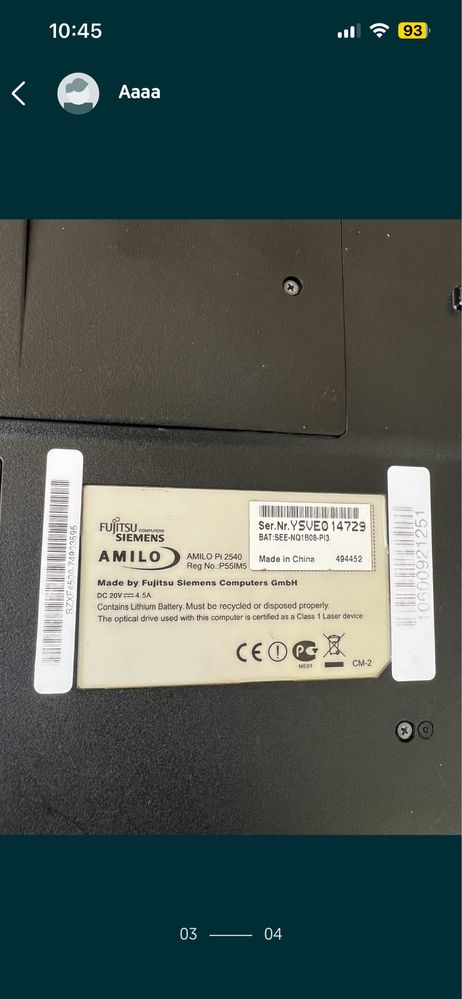 10:45
93
Aaaa
FUJITSU COMPUTERS
SIEMENS
AMILO
AMILO Pi 2540
Reg No.:P55IM5
Ser.Nr.YSVE014729
BAT:SEE-NQ1B08-PI3
Made in China 494452
Made by Fujitsu Siemens Computers GmbH
DC 20V⎓4.5A
Contains Lithium Battery. Must be recycled or disposed properly.
The optical drive used with this computer is certified as a Class 1 Laser device
CE
ME01
CM-2
10600921251
03 04